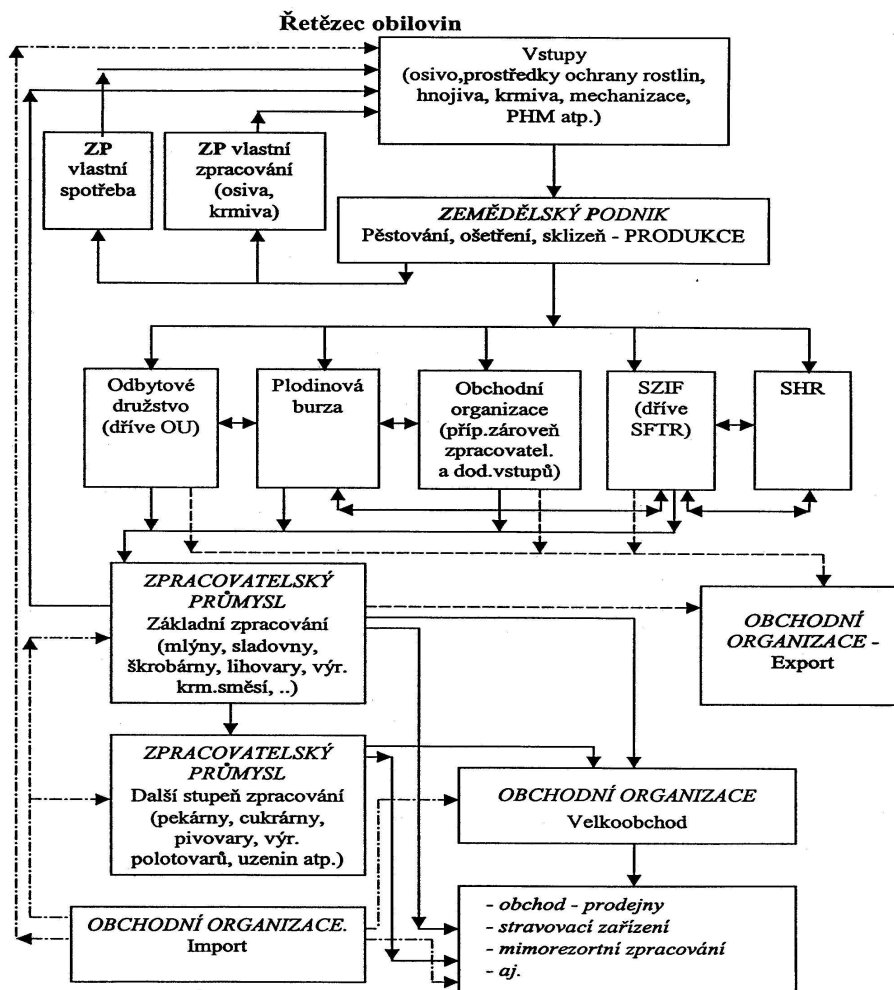 Řetězec obilovin
Vstupy
(osivo,prostředky ochrany rostlin,
hnojiva, krmiva, mechanizace,
PHM atp.)
ZP
vlastní
spotřeba
ZP vlastní
zpracování
(osiva,
krmiva)
ZEMĚDĚLSKÝ PODNIK
Pěstování, ošetření, sklizeň - PRODUKCE
Odbytové
družstvo
(dříve OU)
Plodinová
burza
Obchodní
organizace
(příp.zároveň
zpracovatel.
a dod.vstupů)
SZIF
(dříve
SFTR)
SHR
ZPRACOVATELSKÝ
PRŮMYSL
Základní zpracování
(mlýny, sladovny,
škrobárny, lihovary, výr.
krm.směsí, ..)
OBCHODNÍ
ORGANIZACE -
Export
ZPRACOVATELSKÝ
PRŮMYSL
Další stupeň zpracování
(pekárny, cukrárny,
pivovary, výr.
polotovarů, uzenin atp.)
OBCHODNÍ ORGANIZACE
Velkoobchod
OBCHODNÍ ORGANIZACE.
Import
- obchod - prodejny
- stravovací zařízení
- mimorezortní zpracování
- aj.